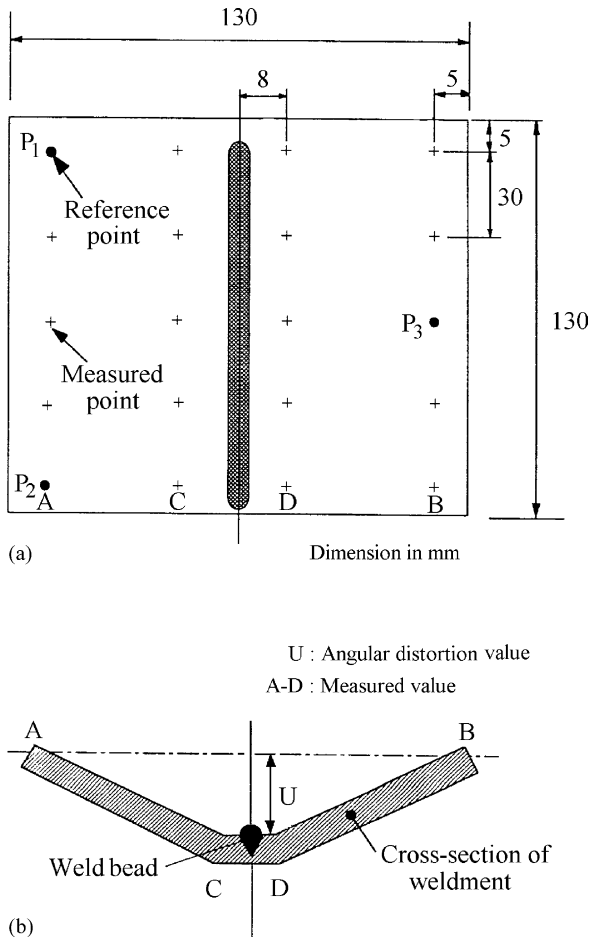 130
8
5
P1
5
Reference
point
30
P3
130
Measured
point
P2
A
C
D
B
(a)
Dimension in mm
U : Angular distortion value
A-D : Measured value
A
B
U
Weld bead
Cross-section of
weldment
C
D
(b)